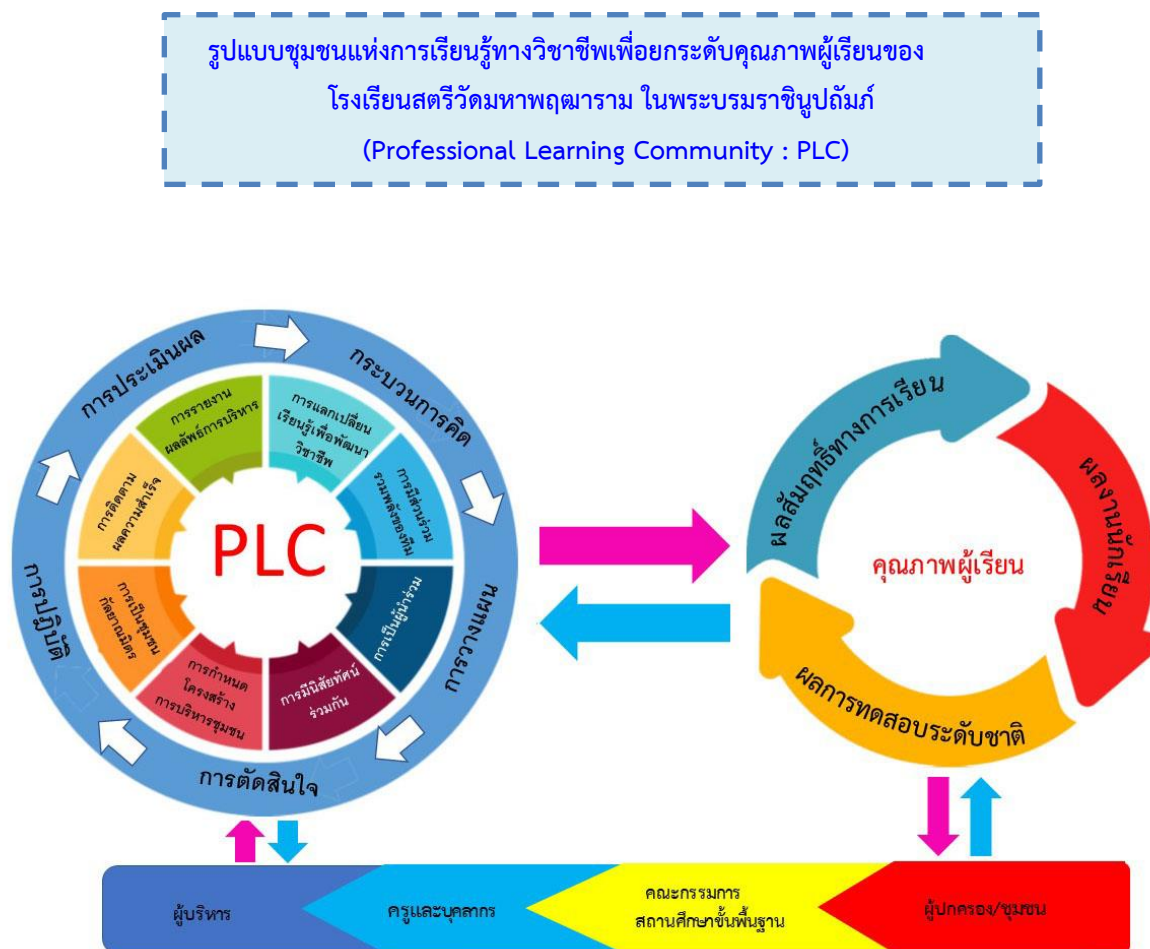 รูปแบบชุมชนแห่งการเรียนรู้ทางวิชาชีพเพื่อยกระดับคุณภาพผู้เรียนของ
โรงเรียนสตรีวัดมหาพฤฒาราม ในพระบรมราชินูปถัมภ์
(Professional Learning Community : PLC)
การประเมินผล
กระบวนการคิด
การวางแผน
การตัดสินใจ
การปฏิบัติ
การรายงาน
ผลลัพธ์การบริหาร
การแลกเปลี่ยน
เรียนรู้เพื่อพัฒนา
วิชาชีพ
การมีส่วนร่วม
รวมพลังของทีม
การเป็นผู้นำร่วม
การมีนิสัยทัศน์
ร่วมกัน
การกำหนด
โครงสร้าง
การบริหารชุมชน
การเป็นชุมชน
กัลยาณมิตร
การติดตาม
ผลความสำเร็จ
PLC
ผลสัมฤทธิ์ทางการเรียน
ผลงานนักเรียน
ผลการทดสอบระดับชาติ
คุณภาพผู้เรียน
ผู้บริหาร
ครูและบุคลากร
คณะกรรมการ
สถานศึกษาขั้นพื้นฐาน
ผู้ปกครอง/ชุมชน